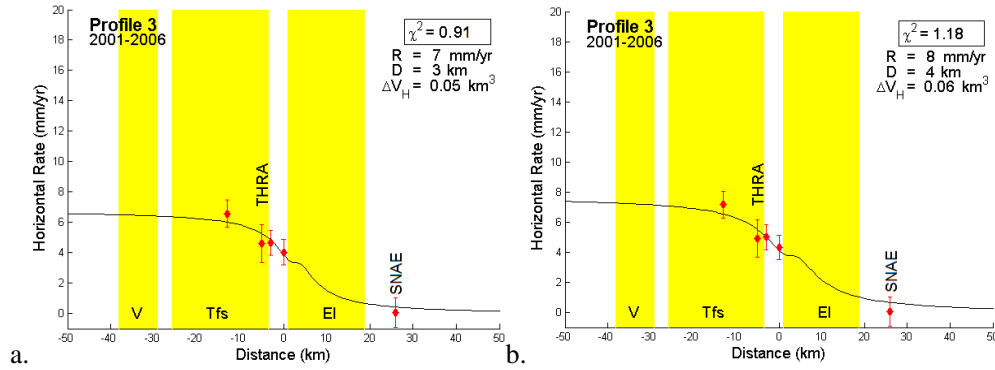 Profile 3
2001-2006
χ² = 0.91
R = 7 mm/yr
D = 3 km
ΔV_H = 0.05 km³
Horizontal Rate (mm/yr)
20
18
16
14
12
10
8
6
4
2
0
THRA
SNAE
V
Tfs
El
-50 -40 -30 -20 -10 0 10 20 30 40 50
Distance (km)
a.
Profile 3
2001-2006
χ² = 1.18
R = 8 mm/yr
D = 4 km
ΔV_H = 0.06 km³
Horizontal Rate (mm/yr)
20
18
16
14
12
10
8
6
4
2
0
THRA
SNAE
V
Tfs
El
-50 -40 -30 -20 -10 0 10 20 30 40 50
Distance (km)
b.